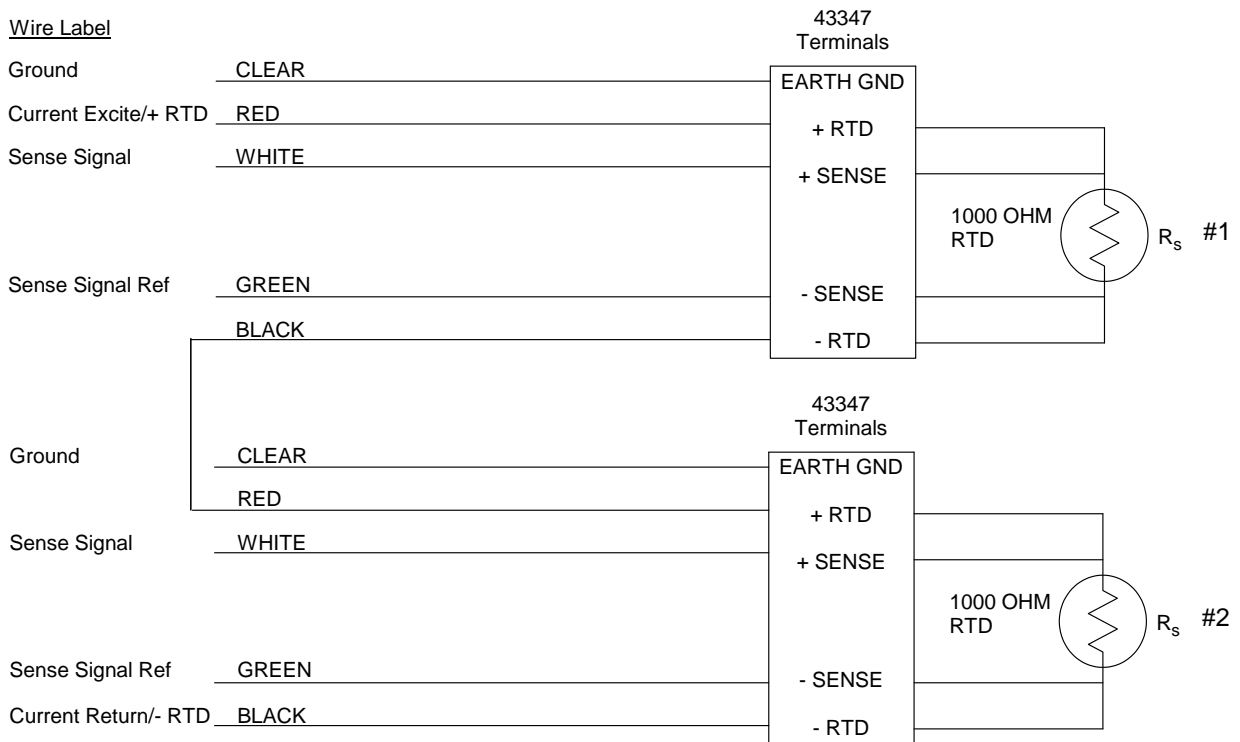 43347
Terminals
Wire Label
Ground CLEAR EARTH GND
Current Excite/+ RTD RED + RTD
Sense Signal WHITE + SENSE
1000 OHM
RTD
Rs #1
Sense Signal Ref GREEN - SENSE
BLACK - RTD
43347
Terminals
Ground CLEAR EARTH GND
RED + RTD
Sense Signal WHITE + SENSE
1000 OHM
RTD
Rs #2
Sense Signal Ref GREEN - SENSE
Current Return/- RTD BLACK - RTD